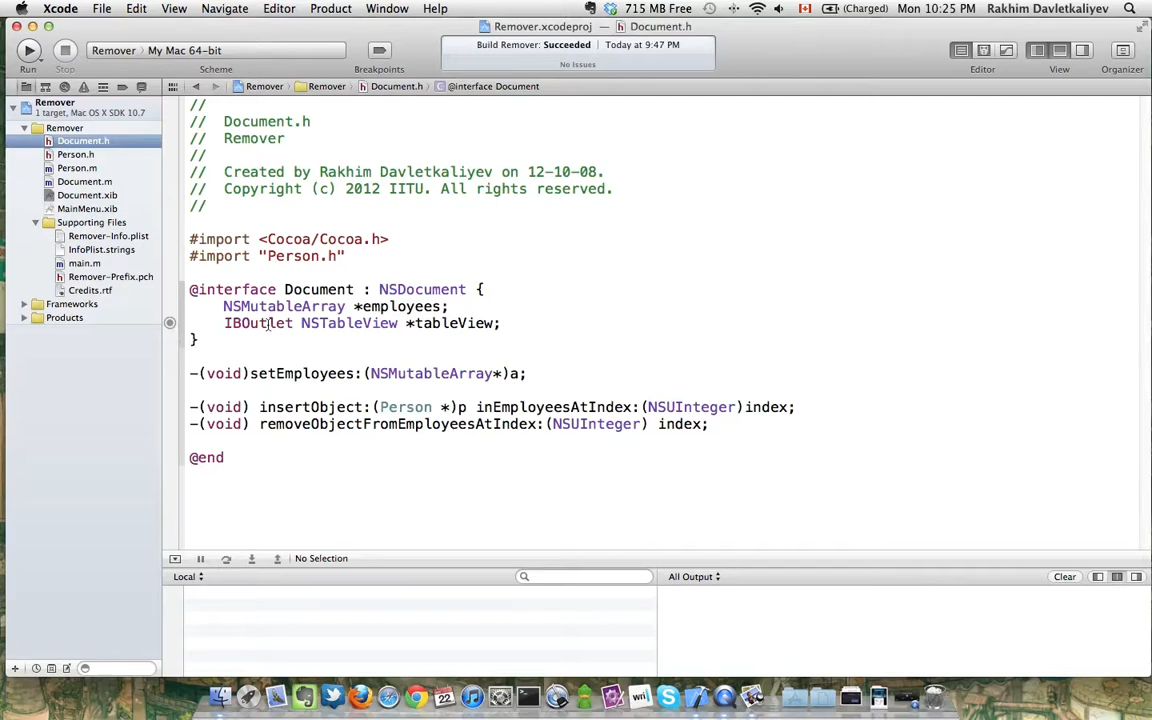 Xcode File Edit View Navigate Editor Product Window Help 715 MB Free (Charged) Mon 10:25 PM Rakhim Davletkaliyev
Remover.xcodeproj — Document.h
Remover › My Mac 64-bit
Build Remover: Succeeded Today at 9:47 PM
No Issues
Run Stop Scheme Breakpoints Editor View Organizer
Remover Remover Document.h @interface Document
Remover
1 target, Mac OS X SDK 10.7
Remover
Document.h
Person.h
Person.m
Document.m
Document.xib
MainMenu.xib
Supporting Files
Remover-Info.plist
InfoPlist.strings
main.m
Remover-Prefix.pch
Credits.rtf
Frameworks
Products
//
// Document.h
// Remover
//
// Created by Rakhim Davletkaliyev on 12-10-08.
// Copyright (c) 2012 IITU. All rights reserved.
//
#import <Cocoa/Cocoa.h>
#import "Person.h"
@interface Document : NSDocument {
NSMutableArray *employees;
IBOutlet NSTableView *tableView;
}
-(void)setEmployees:(NSMutableArray*)a;
-(void) insertObject:(Person *)p inEmployeesAtIndex:(NSUInteger)index;
-(void) removeObjectFromEmployeesAtIndex:(NSUInteger) index;
@end
No Selection
Local All Output Clear
22 wri